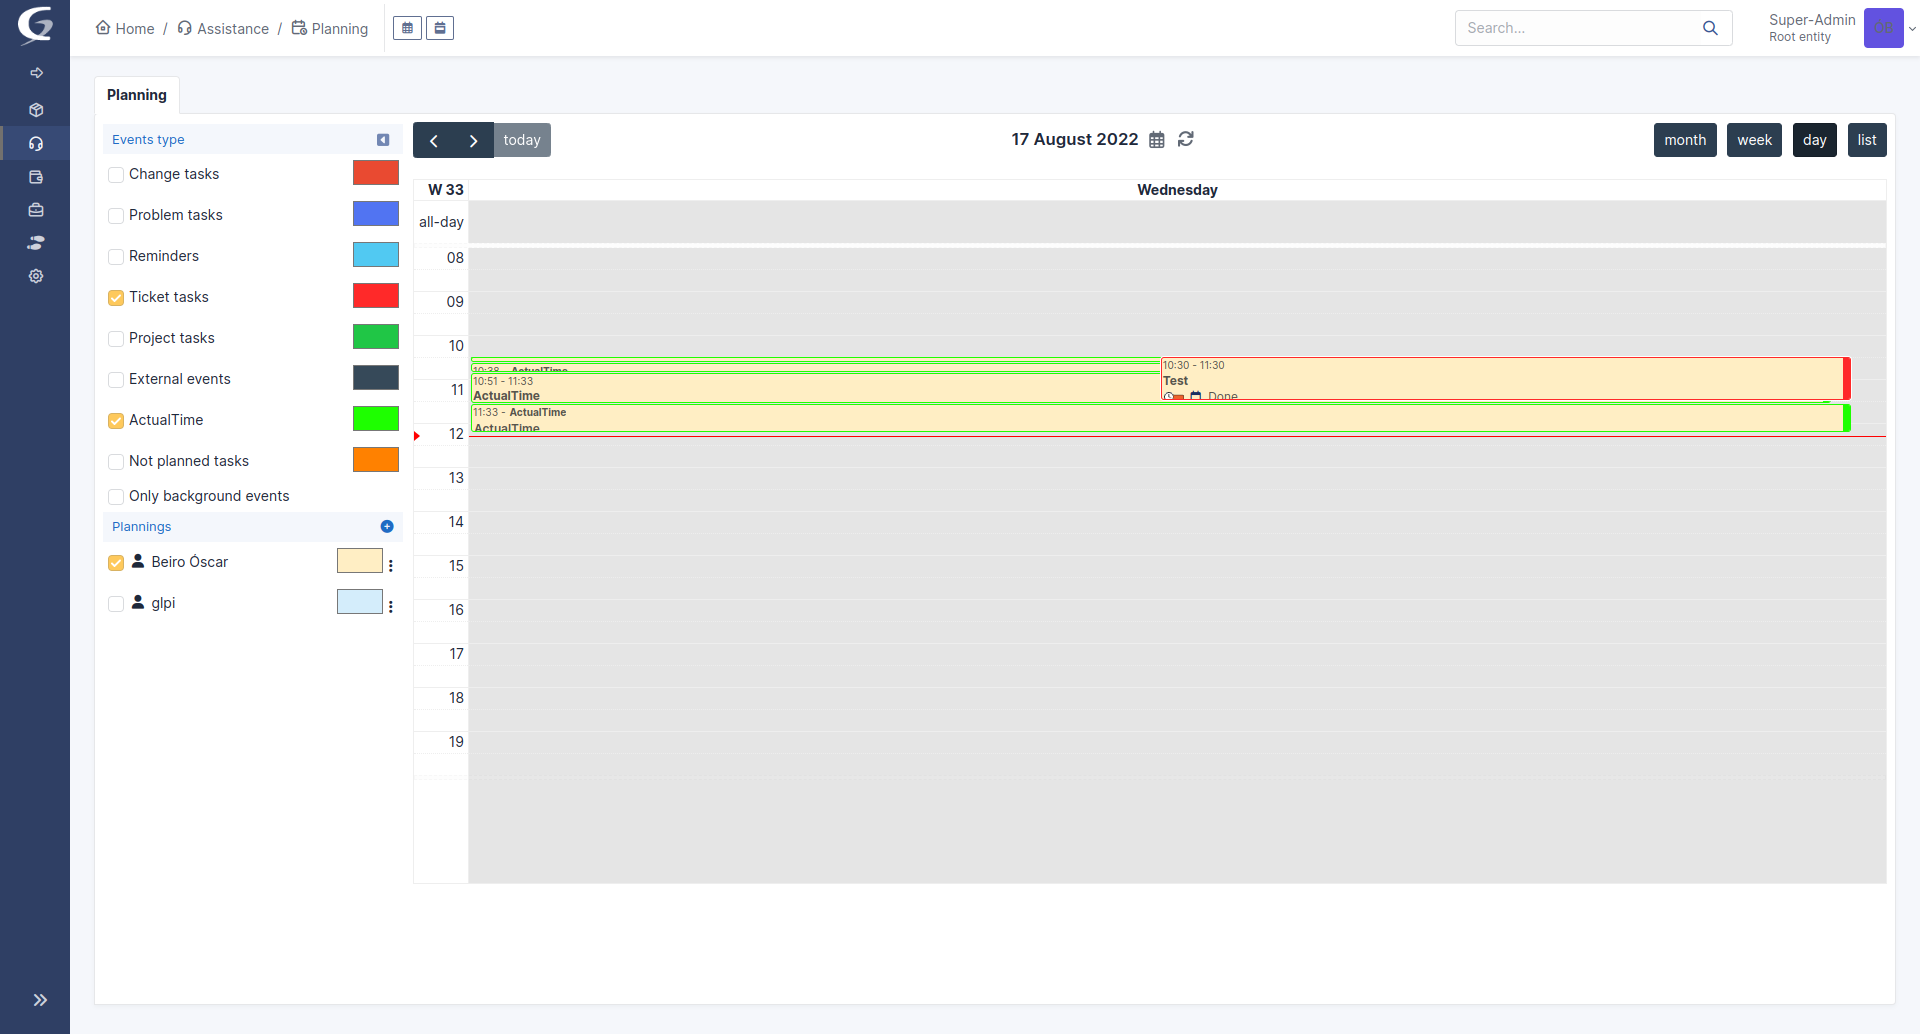 Home / Assistance / Planning
Search...
Super-Admin
Root entity
Planning
Events type
Change tasks
Problem tasks
Reminders
Ticket tasks
Project tasks
External events
ActualTime
Not planned tasks
Only background events
Plannings
Beiro Óscar
glpi
today
17 August 2022
month
week
day
list
W 33
Wednesday
all-day
08
09
10
11
12
13
14
15
16
17
18
19
10:38 - ActualTime
10:51 - 11:33
ActualTime
10:30 - 11:30
Test
Done
11:33 - ActualTime
ActualTime